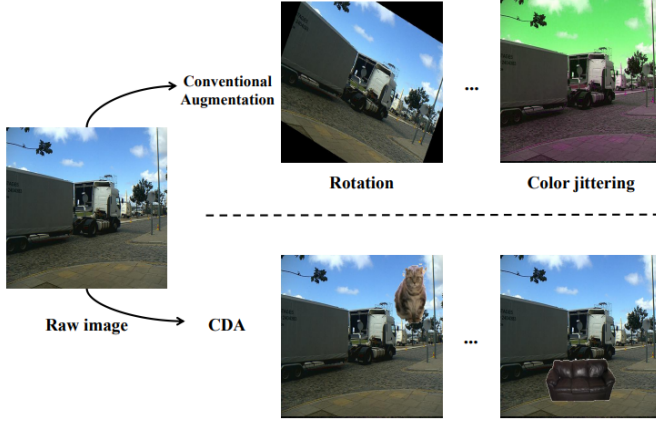 Conventional
Augmentation
...
Rotation
Color jittering
Raw image
CDA
...